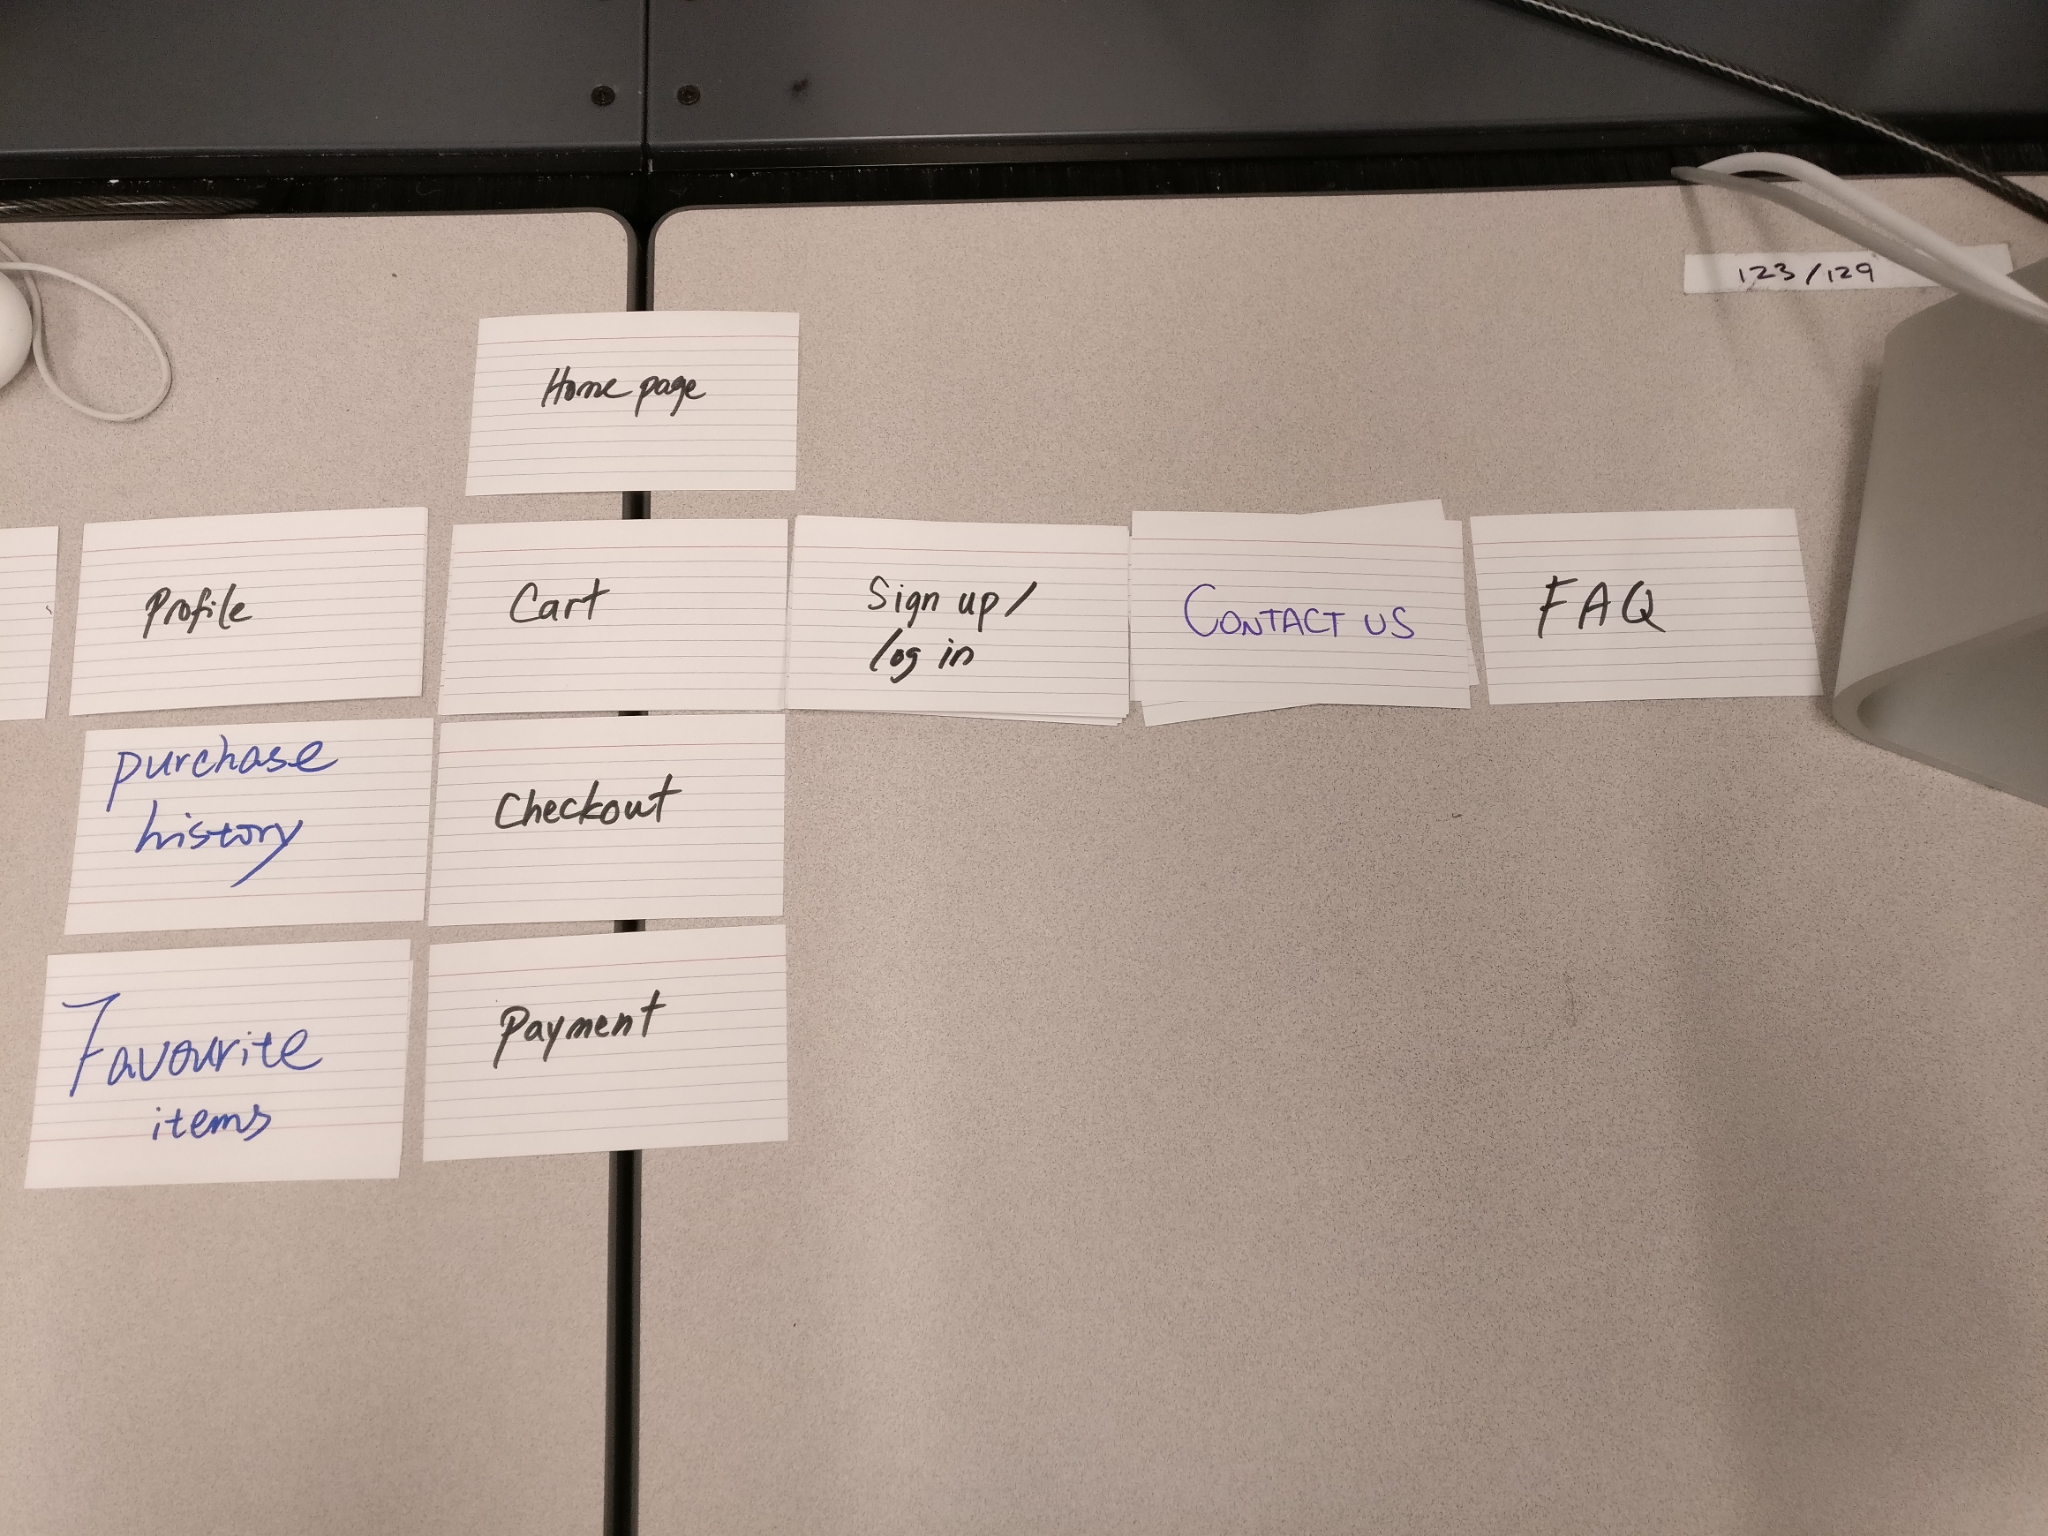 123/129
Home page
Profile
Cart
Sign up/
log in
CONTACT US
FAQ
purchase
history
Checkout
Favourite
items
Payment